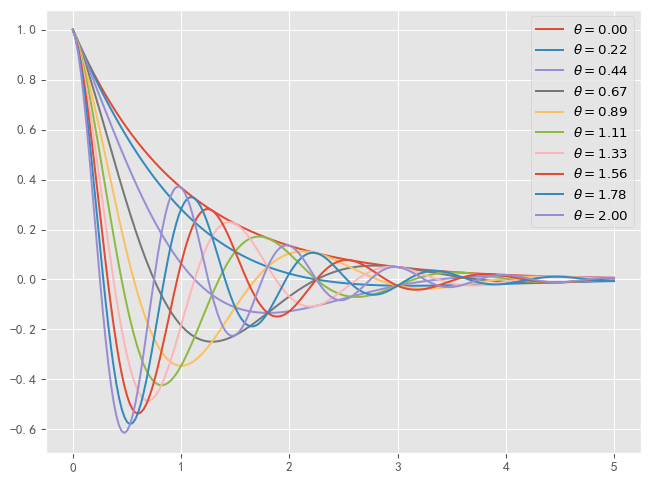 1.0
0.8
0.6
0.4
0.2
0.0
−0.2
−0.4
−0.6
0 1 2 3 4 5
θ = 0.00
θ = 0.22
θ = 0.44
θ = 0.67
θ = 0.89
θ = 1.11
θ = 1.33
θ = 1.56
θ = 1.78
θ = 2.00